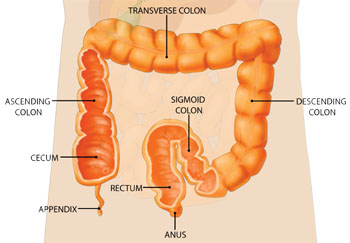 TRANSVERSE COLON
ASCENDING
COLON
SIGMOID
COLON
DESCENDING
COLON
CECUM
RECTUM
APPENDIX
ANUS